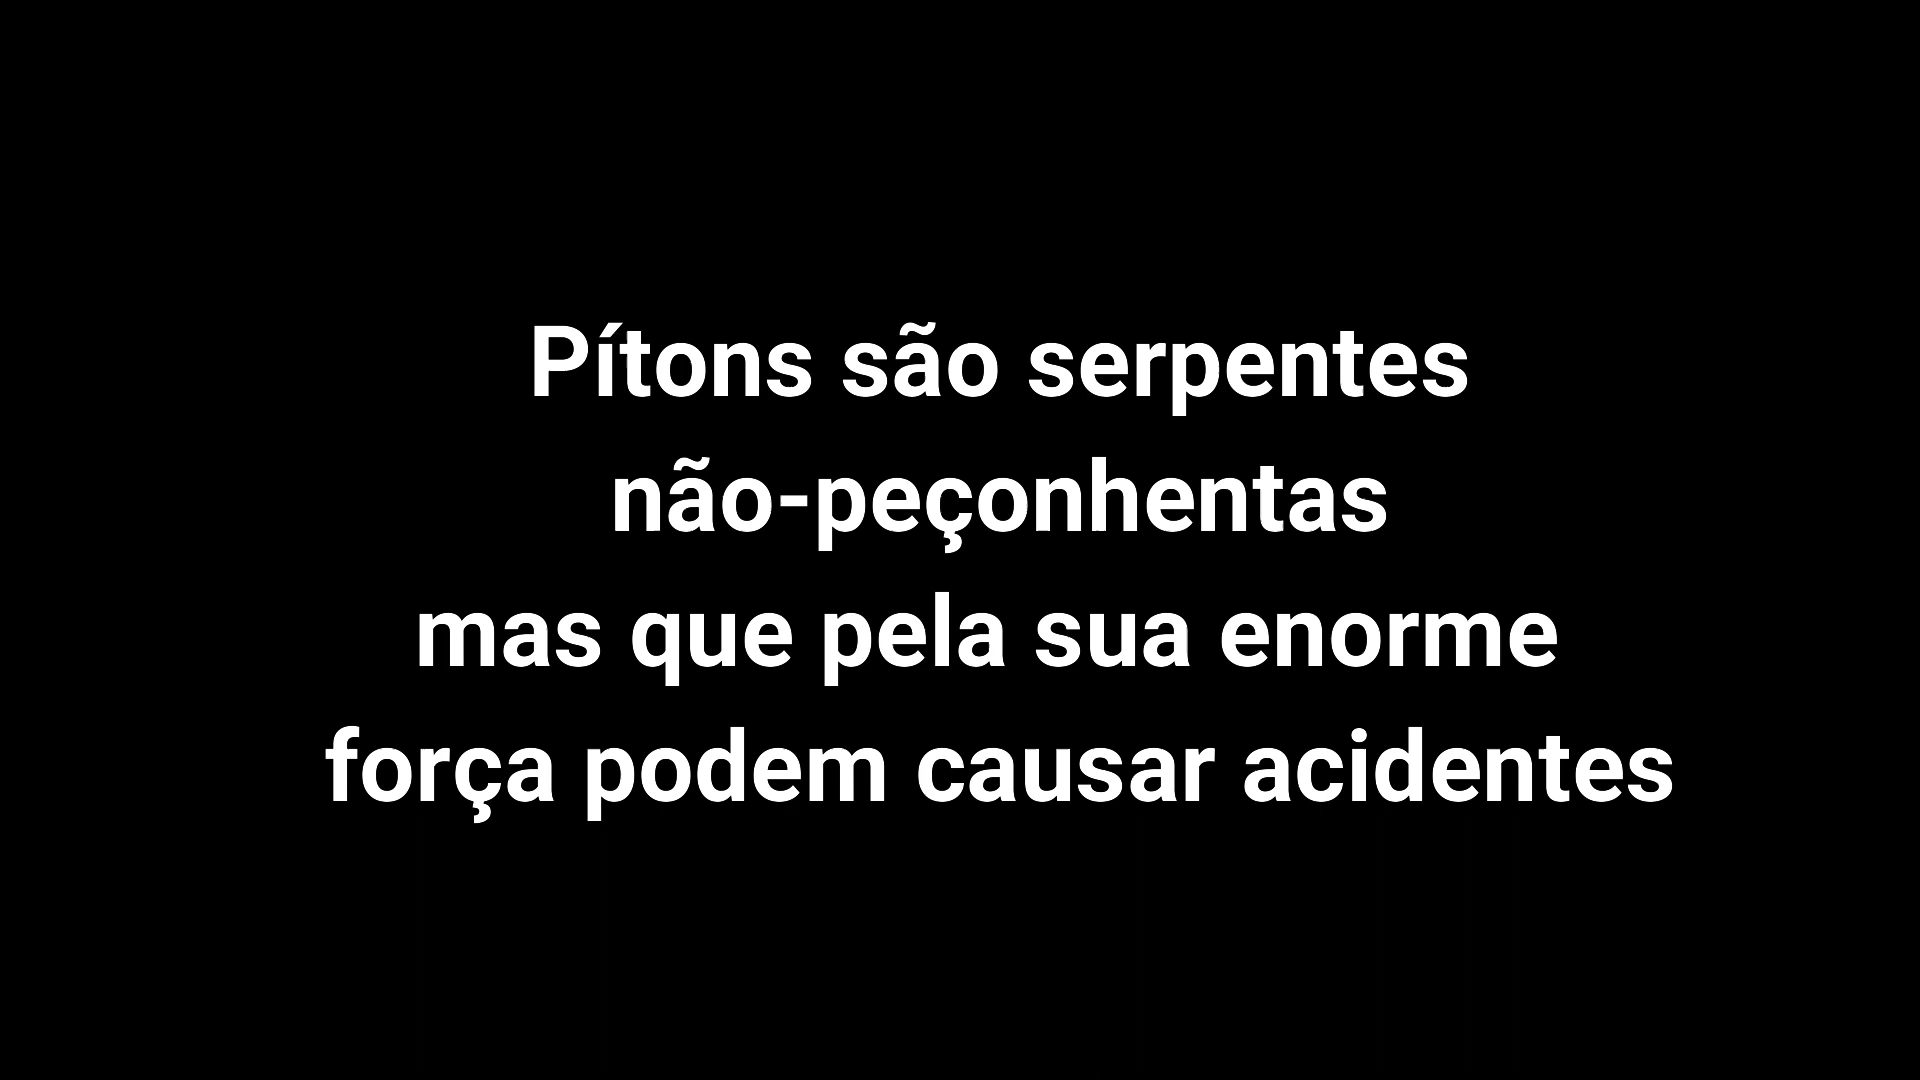 Pítons são serpentes
não-peçonhentas
mas que pela sua enorme
força podem causar acidentes